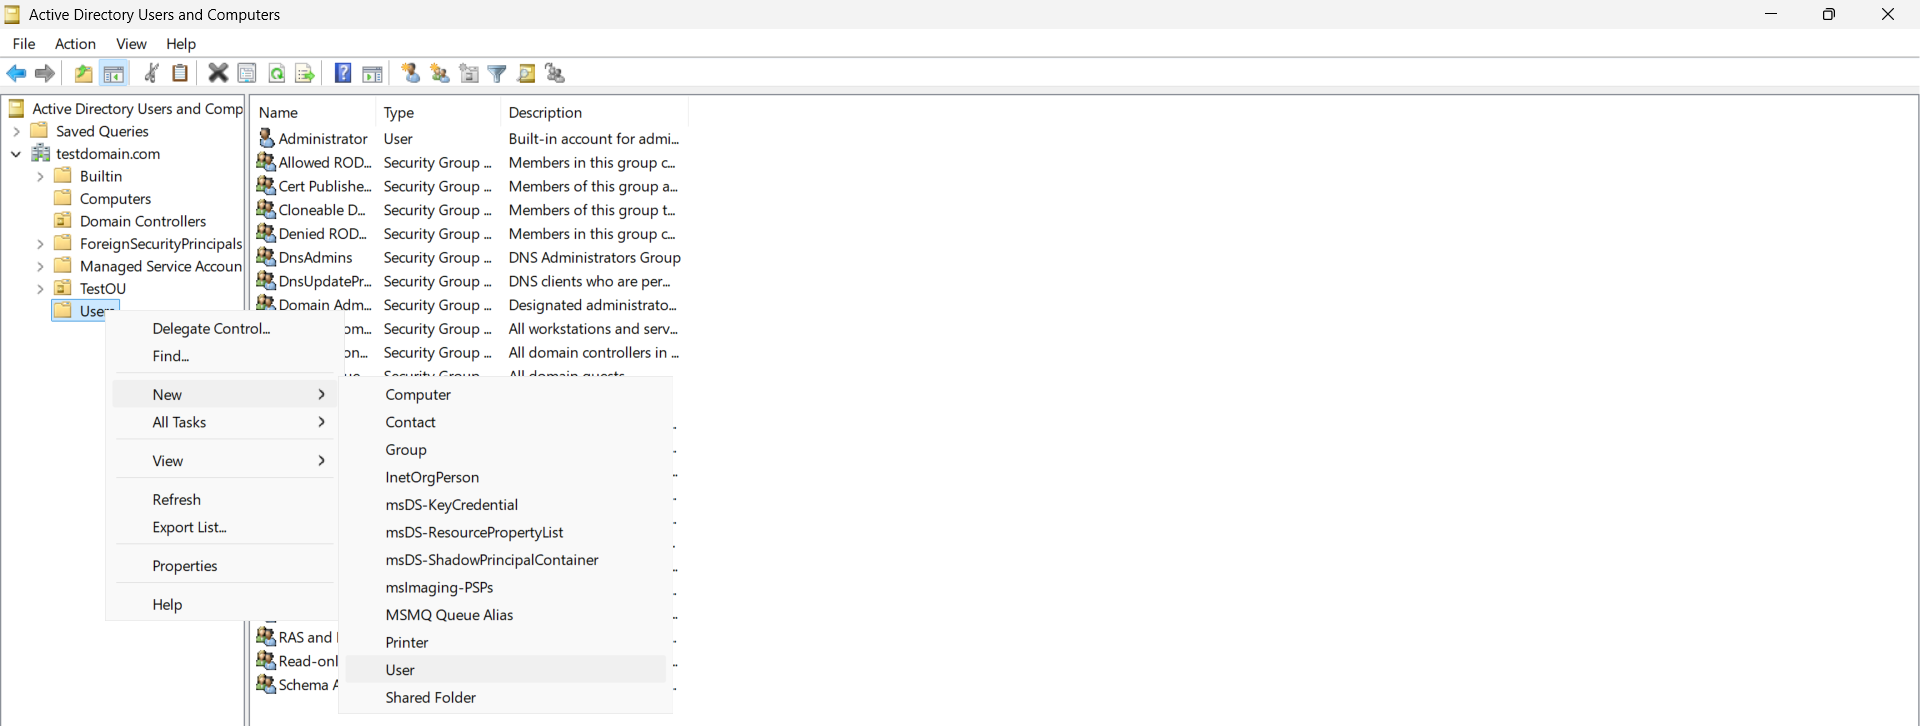 Active Directory Users and Computers
File Action View Help
Active Directory Users and Comp
Saved Queries
testdomain.com
Builtin
Computers
Domain Controllers
ForeignSecurityPrincipals
Managed Service Accoun
TestOU
Users
Name Type Description
Administrator User Built-in account for admi...
Allowed ROD... Security Group ... Members in this group c...
Cert Publishe... Security Group ... Members of this group a...
Cloneable D... Security Group ... Members of this group t...
Denied ROD... Security Group ... Members in this group c...
DnsAdmins Security Group ... DNS Administrators Group
DnsUpdatePr... Security Group ... DNS clients who are per...
Domain Adm... Security Group ... Designated administrato...
om... Security Group ... All workstations and serv...
on... Security Group ... All domain controllers in ...
Security Group All domain guests
RAS and
Read-onl
Schema A
Delegate Control...
Find...
New
All Tasks
View
Refresh
Export List...
Properties
Help
Computer
Contact
Group
InetOrgPerson
msDS-KeyCredential
msDS-ResourcePropertyList
msDS-ShadowPrincipalContainer
msImaging-PSPs
MSMQ Queue Alias
Printer
User
Shared Folder